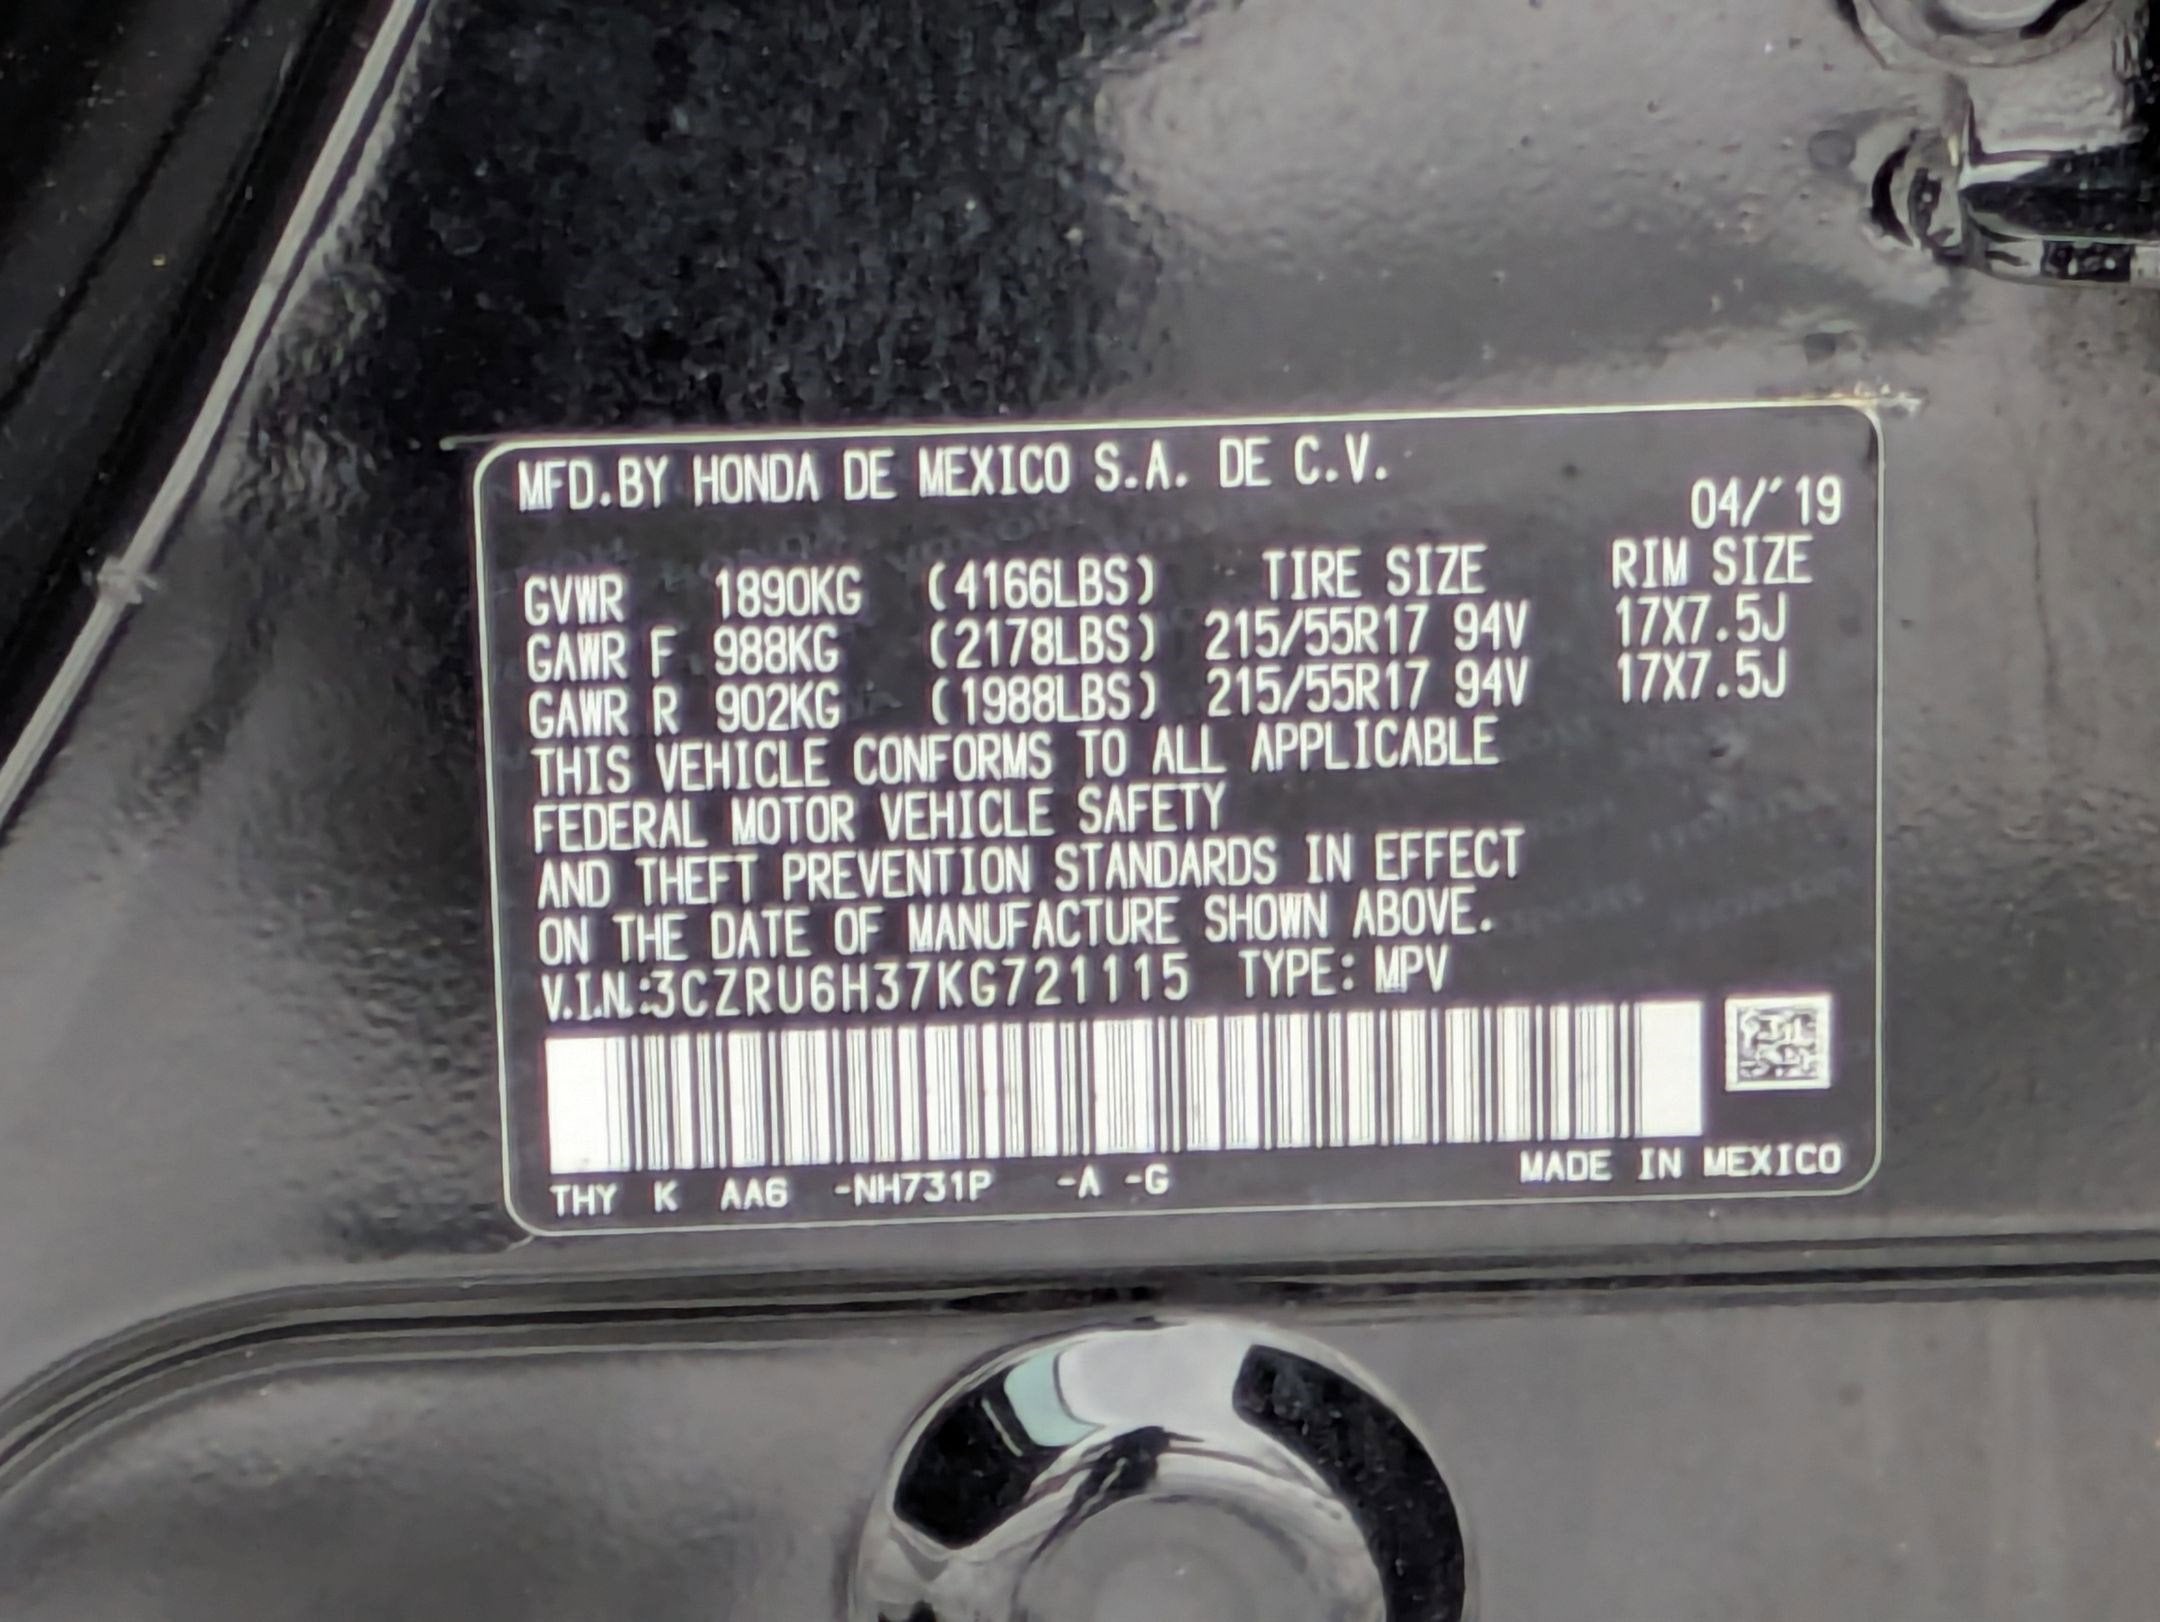 MFD.BY HONDA DE MEXICO S.A. DE C.V.
04/'19
GVWR 1890KG (4166LBS) TIRE SIZE RIM SIZE
GAWR F 988KG (2178LBS) 215/55R17 94V 17X7.5J
GAWR R 902KG (1988LBS) 215/55R17 94V 17X7.5J
THIS VEHICLE CONFORMS TO ALL APPLICABLE
FEDERAL MOTOR VEHICLE SAFETY
AND THEFT PREVENTION STANDARDS IN EFFECT
ON THE DATE OF MANUFACTURE SHOWN ABOVE.
V.I.N.:3CZRU6H37KG721115 TYPE: MPV
THY K AA6 -NH731P -A -G MADE IN MEXICO